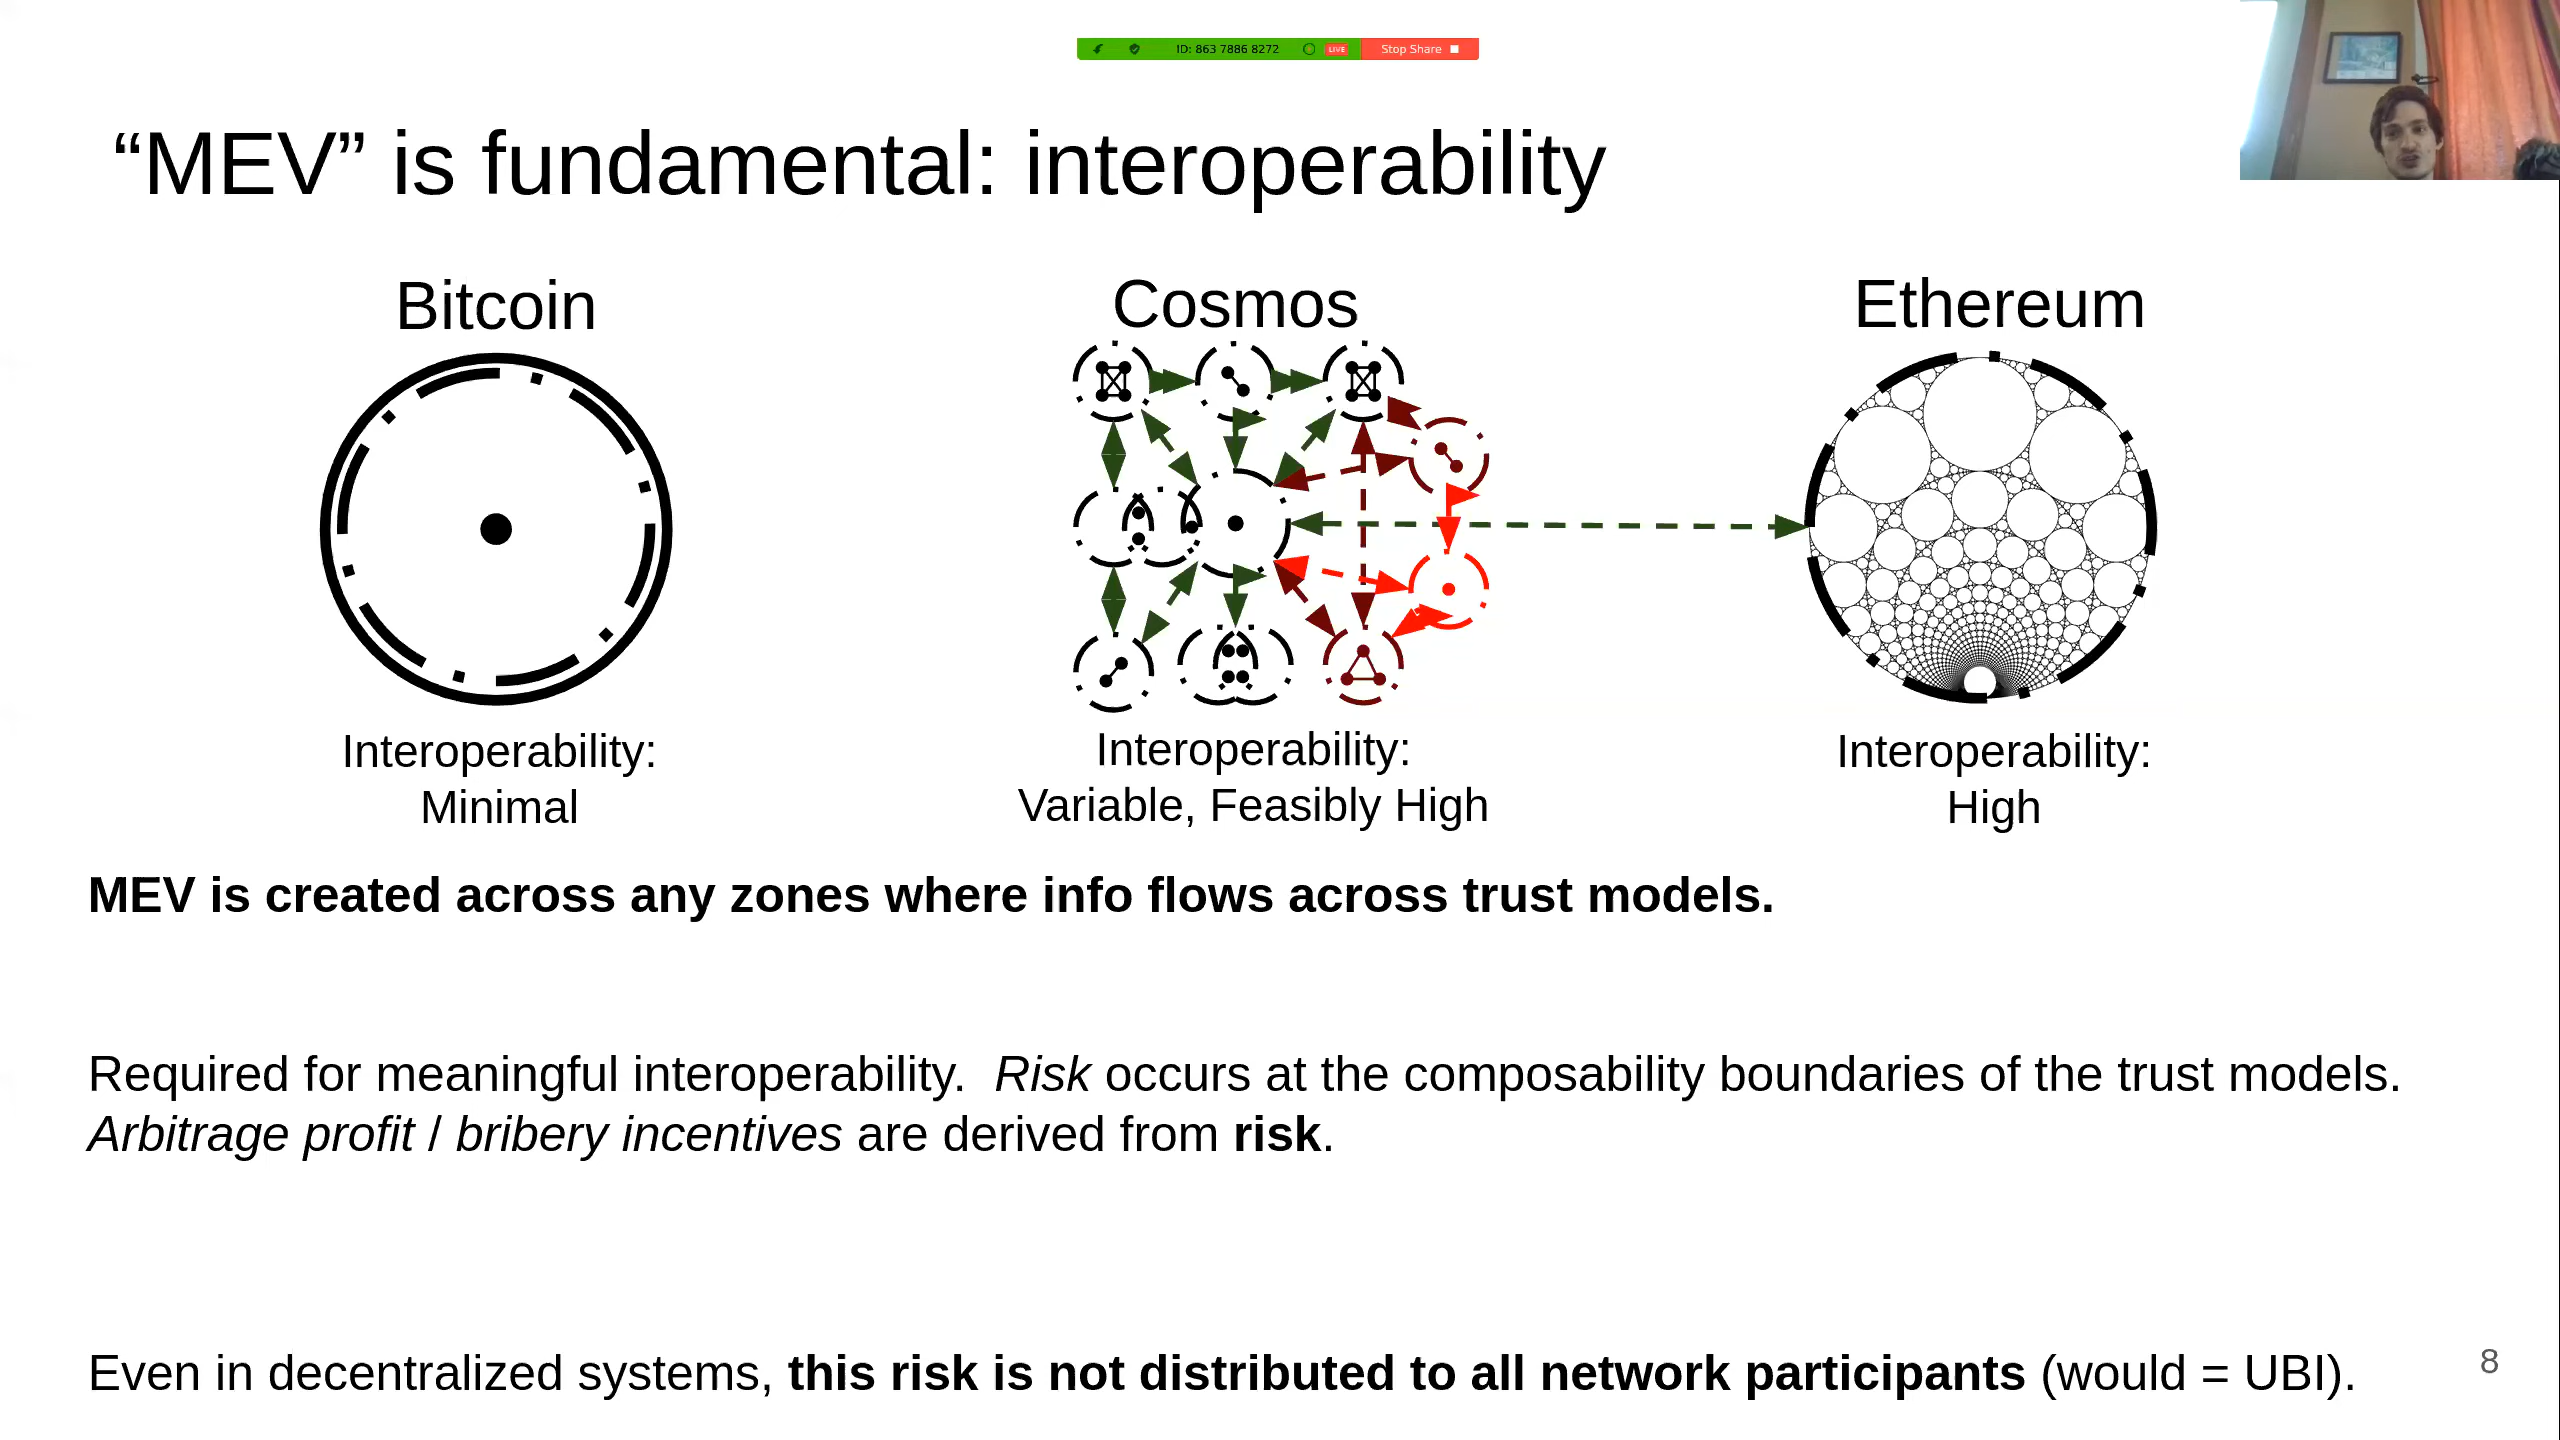 ID: 863 7886 8272 LIVE Stop Share
“MEV” is fundamental: interoperability
Bitcoin
Cosmos
Ethereum
Interoperability:
Minimal
Interoperability:
Variable, Feasibly High
Interoperability:
High
MEV is created across any zones where info flows across trust models.
Required for meaningful interoperability.  Risk occurs at the composability boundaries of the trust models.
Arbitrage profit / bribery incentives are derived from risk.
Even in decentralized systems, this risk is not distributed to all network participants (would = UBI).
8